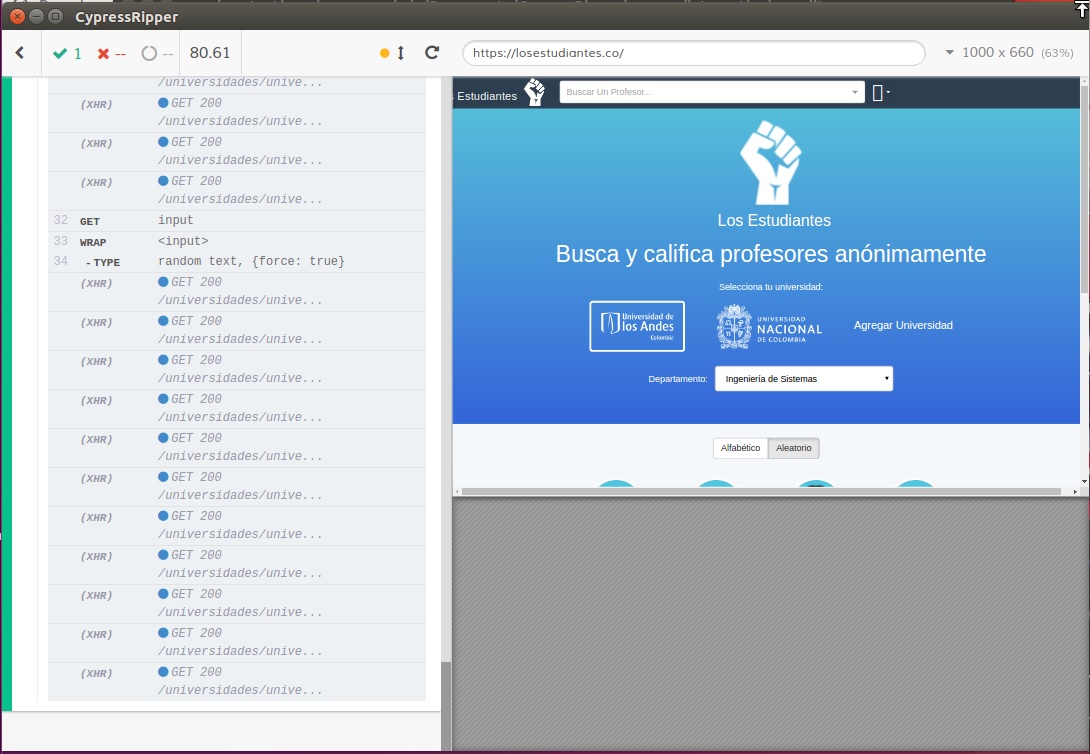 CypressRipper
1 -- -- 80.61
https://losestudiantes.co/
1000 x 660 (63%)
/universidades/unive...
(XHR) GET 200
/universidades/unive...
(XHR) GET 200
/universidades/unive...
(XHR) GET 200
/universidades/unive...
32 GET input
33 WRAP <input>
34 - TYPE random text, {force: true}
(XHR) GET 200
/universidades/unive...
(XHR) GET 200
/universidades/unive...
(XHR) GET 200
/universidades/unive...
(XHR) GET 200
/universidades/unive...
(XHR) GET 200
/universidades/unive...
(XHR) GET 200
/universidades/unive...
(XHR) GET 200
/universidades/unive...
(XHR) GET 200
/universidades/unive...
(XHR) GET 200
/universidades/unive...
(XHR) GET 200
/universidades/unive...
(XHR) GET 200
/universidades/unive...
Estudiantes
Buscar Un Profesor...
Los Estudiantes
Busca y califica profesores anónimamente
Selecciona tu universidad:
Universidad de
los Andes
Colombia
UNIVERSIDAD
NACIONAL
DE COLOMBIA
Agregar Universidad
Departamento: Ingeniería de Sistemas
Alfabético Aleatorio